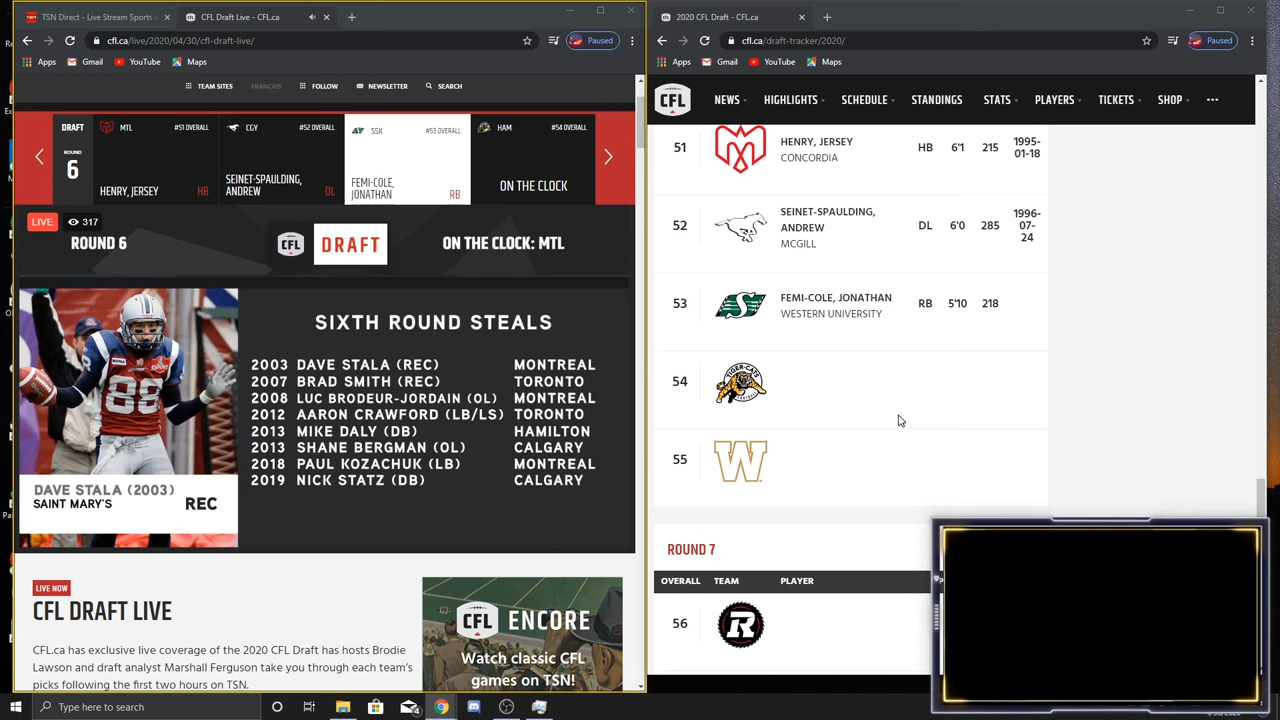 TSN Direct - Live Stream Sports
CFL Draft Live - CFL.ca
cfl.ca/live/2020/04/30/cfl-draft-live/
Paused
Apps Gmail YouTube Maps
TEAM SITES FRANÇAIS FOLLOW NEWSLETTER SEARCH
DRAFT
ROUND
6
MTL #51 OVERALL
HENRY, JERSEY HB
CGY #52 OVERALL
SEINET-SPAULDING,
ANDREW DL
SSK #53 OVERALL
FEMI-COLE,
JONATHAN RB
HAM #54 OVERALL
ON THE CLOCK
LIVE 317
ROUND 6 CFL DRAFT ON THE CLOCK: MTL
88
DAVE STALA (2003)
SAINT MARY'S REC
SIXTH ROUND STEALS
2003 DAVE STALA (REC) MONTREAL
2007 BRAD SMITH (REC) TORONTO
2008 LUC BRODEUR-JORDAIN (OL) MONTREAL
2012 AARON CRAWFORD (LB/LS) TORONTO
2013 MIKE DALY (DB) HAMILTON
2013 SHANE BERGMAN (OL) CALGARY
2018 PAUL KOZACHUK (LB) MONTREAL
2019 NICK STATZ (DB) CALGARY
LIVE NOW
CFL DRAFT LIVE
CFL.ca has exclusive live coverage of the 2020 CFL Draft has hosts Brodie
Lawson and draft analyst Marshall Ferguson take you through each team's
picks following the first two hours on TSN.
CFL ENCORE
Watch classic CFL
games on TSN!
2020 CFL Draft - CFL.ca
cfl.ca/draft-tracker/2020/
Paused
Apps Gmail YouTube Maps
CFL NEWS HIGHLIGHTS SCHEDULE STANDINGS STATS PLAYERS TICKETS SHOP
51 HENRY, JERSEY HB 6'1 215 1995-
CONCORDIA 01-18
52 SEINET-SPAULDING,
ANDREW DL 6'0 285 1996-
MCGILL 07-
24
53 FEMI-COLE, JONATHAN RB 5'10 218
WESTERN UNIVERSITY
54 TIGER-CATS
55 W
ROUND 7
OVERALL TEAM PLAYER
56 R
Type here to search